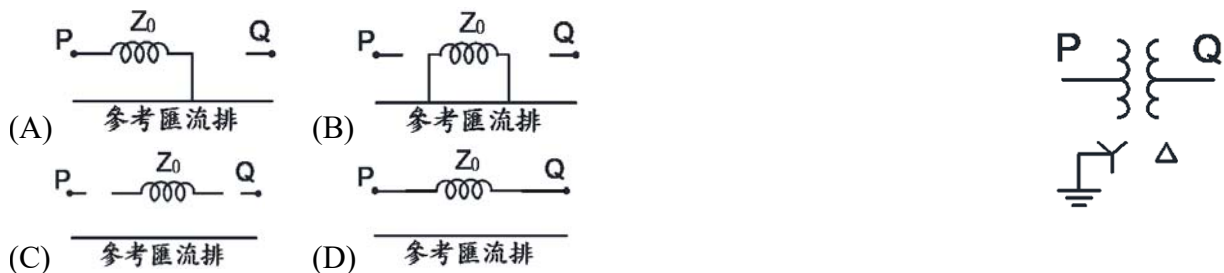 P Z₀ Q P Z₀ Q
(A) 參考匯流排 (B) 參考匯流排
P Z₀ Q P Z₀ Q
(C) 參考匯流排 (D) 參考匯流排
P Q
Y Δ